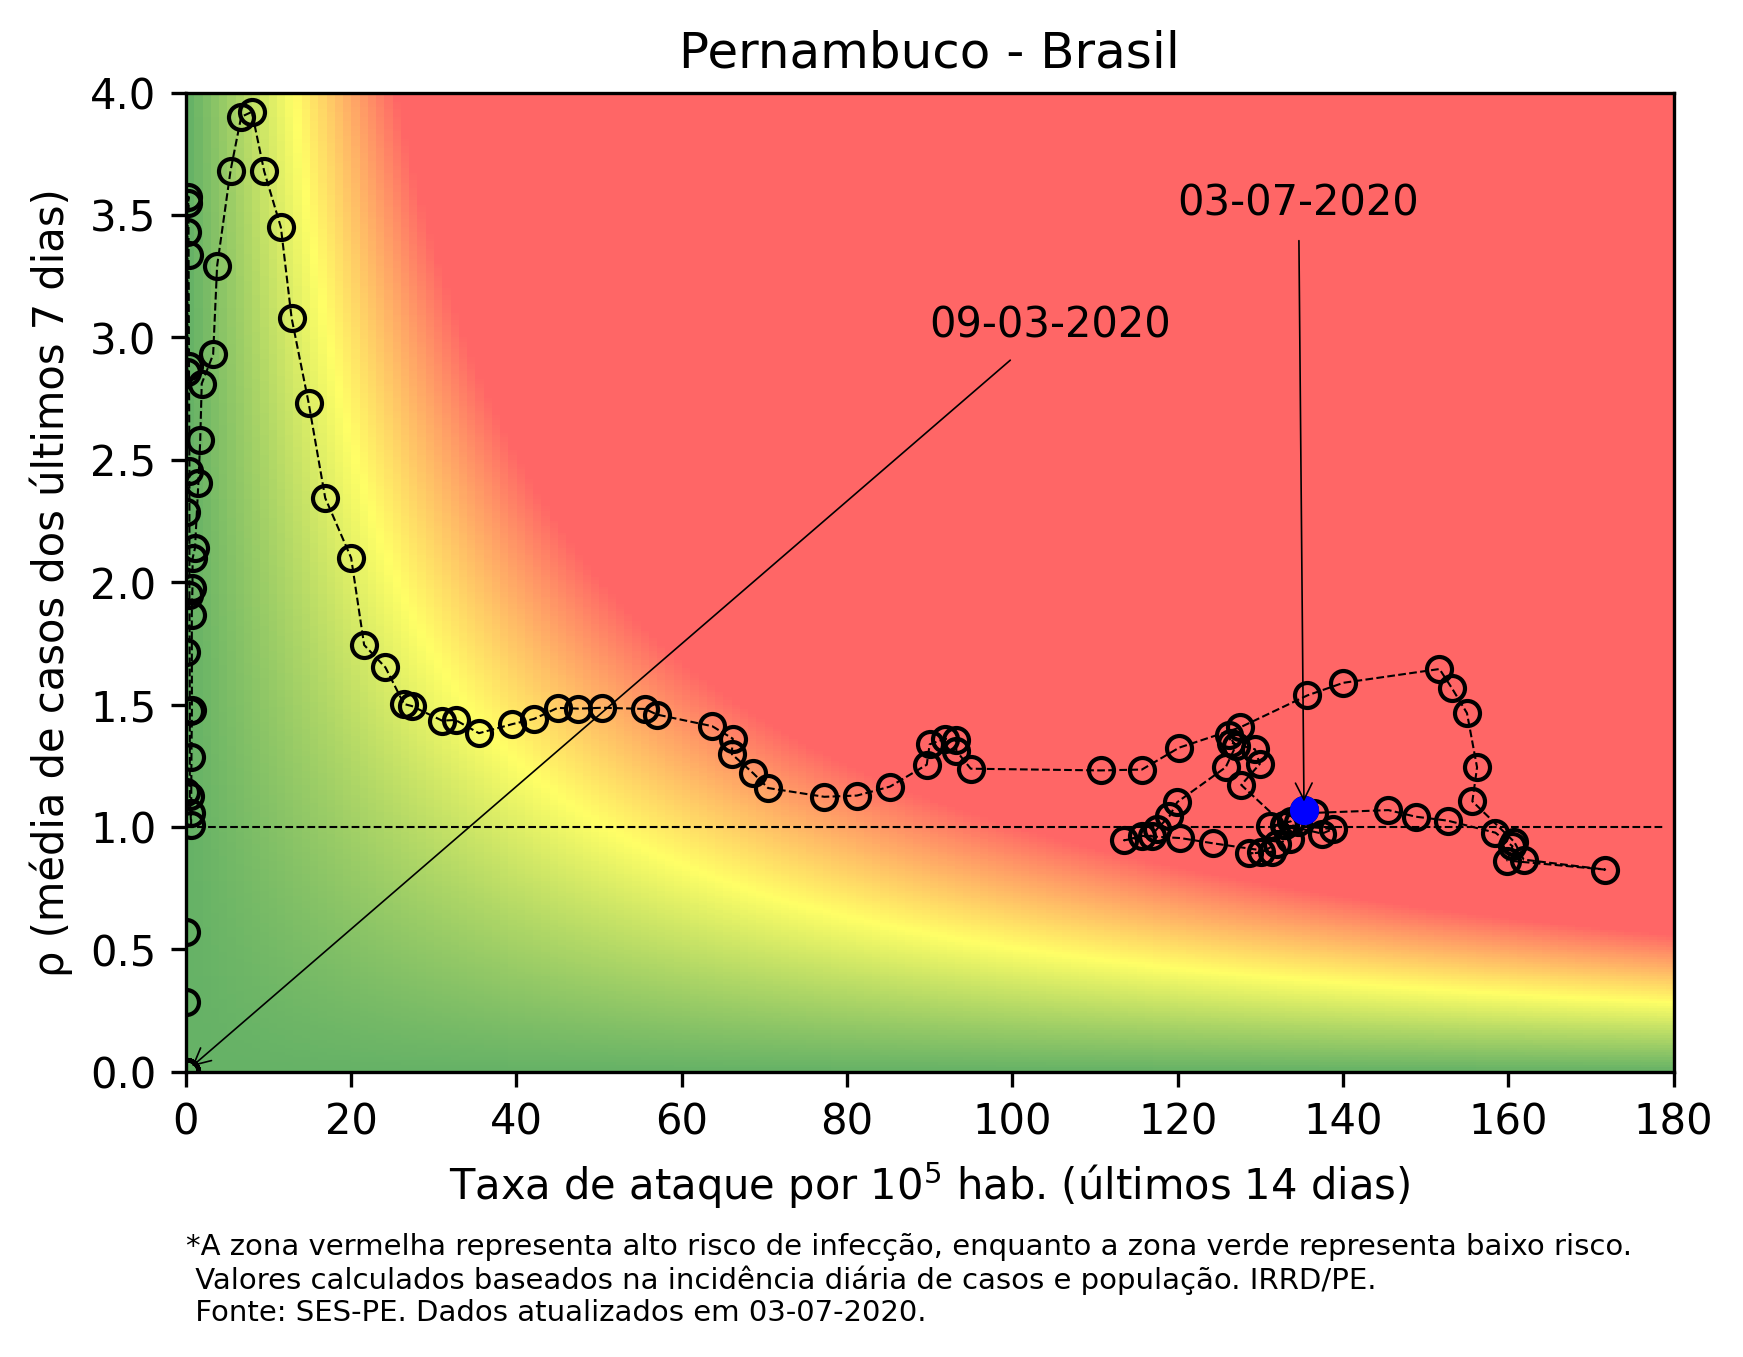 Pernambuco - Brasil
4.0
3.5
3.0
2.5
2.0
1.5
1.0
0.5
0.0
ρ (média de casos dos últimos 7 dias)
03-07-2020
09-03-2020
0 20 40 60 80 100 120 140 160 180
Taxa de ataque por 10⁵ hab. (últimos 14 dias)
*A zona vermelha representa alto risco de infecção, enquanto a zona verde representa baixo risco.
Valores calculados baseados na incidência diária de casos e população. IRRD/PE.
Fonte: SES-PE. Dados atualizados em 03-07-2020.